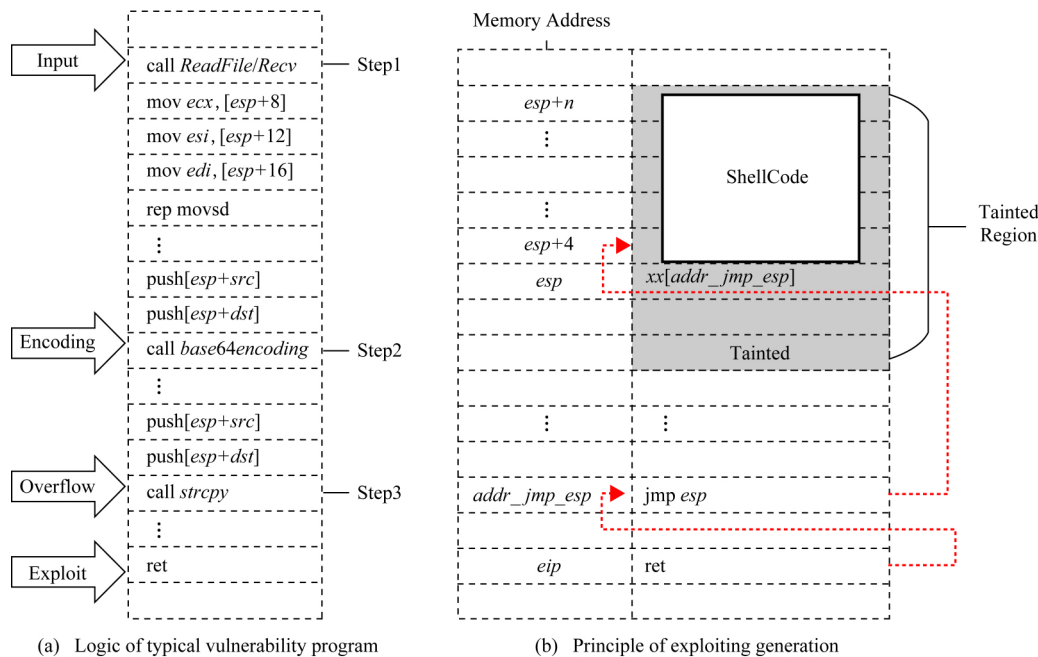 Input
call ReadFile/Recv
Step1
mov ecx, [esp+8]
mov esi, [esp+12]
mov edi, [esp+16]
rep movsd
⋮
push[esp+src]
push[esp+dst]
Encoding
call base64encoding
Step2
⋮
push[esp+src]
push[esp+dst]
Overflow
call strcpy
Step3
⋮
Exploit
ret
(a) Logic of typical vulnerability program
Memory Address
esp+n
⋮
ShellCode
⋮
esp+4
esp
xx[addr_jmp_esp]
Tainted
Tainted
Region
⋮
⋮
addr_jmp_esp
jmp esp
eip
ret
(b) Principle of exploiting generation